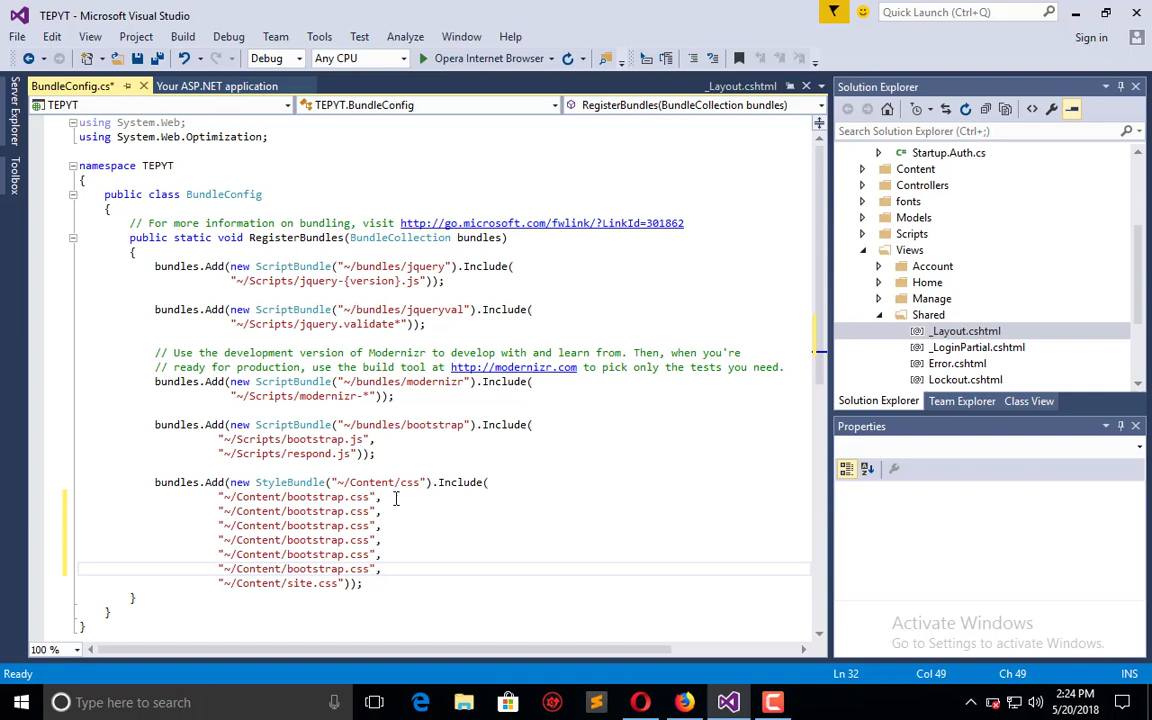 TEPYT - Microsoft Visual Studio
Quick Launch (Ctrl+;)
File Edit View Project Build Debug Team Tools Test Analyze Window Help
Sign in
Debug Any CPU Open Internet Browser
Server Explorer
Toolbox
BundleConfig.cs*
Your ASP.NET application
_Layout.cshtml
TEPYT
TEPYT.BundleConfig
RegisterBundles(BundleCollection bundles)
using System.Web;
using System.Web.Optimization;
namespace TEPYT
{
public class BundleConfig
{
// For more information on bundling, visit http://go.microsoft.com/fwlink/?LinkId=301862
public static void RegisterBundles(BundleCollection bundles)
{
bundles.Add(new ScriptBundle("~/bundles/jquery").Include(
"~/Scripts/jquery-{version}.js"));
bundles.Add(new ScriptBundle("~/bundles/jqueryval").Include(
"~/Scripts/jquery.validate*"));
// Use the development version of Modernizr to develop with and learn from. Then, when you're
// ready for production, use the build tool at http://modernizr.com to pick only the tests you need.
bundles.Add(new ScriptBundle("~/bundles/modernizr").Include(
"~/Scripts/modernizr-*"));
bundles.Add(new ScriptBundle("~/bundles/bootstrap").Include(
"~/Scripts/bootstrap.js",
"~/Scripts/respond.js"));
bundles.Add(new StyleBundle("~/Content/css").Include(
"~/Content/bootstrap.css",
"~/Content/bootstrap.css",
"~/Content/bootstrap.css",
"~/Content/bootstrap.css",
"~/Content/bootstrap.css",
"~/Content/bootstrap.css",
"~/Content/site.css"));
}
}
}
100 %
Solution Explorer
Search Solution Explorer (Ctrl+;)
C# Startup.Auth.cs
Content
Controllers
fonts
Models
Scripts
Views
Account
Home
Manage
Shared
[@] _Layout.cshtml
[@] _LoginPartial.cshtml
[@] Error.cshtml
[@] Lockout.cshtml
Solution Explorer Team Explorer Class View
Properties
Activate Windows
Go to Settings to activate Windows.
Ready
Ln 32 Col 49 Ch 49 INS
Type here to search
2:24 PM
5/20/2018